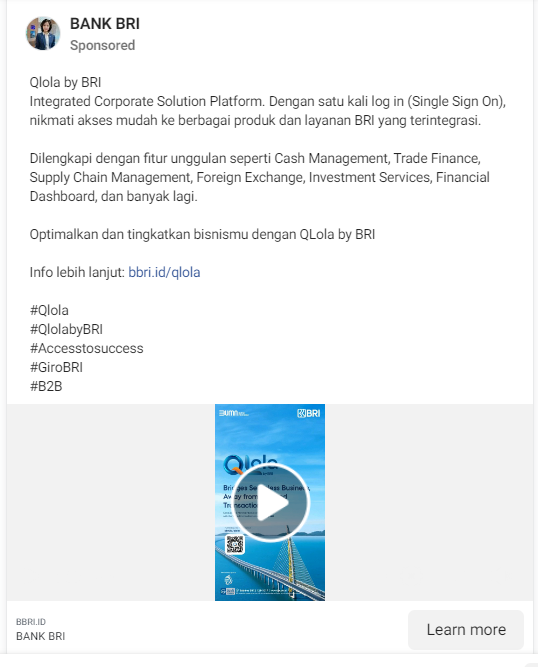 BANK BRI
Sponsored
Qlola by BRI
Integrated Corporate Solution Platform. Dengan satu kali log in (Single Sign On),
nikmati akses mudah ke berbagai produk dan layanan BRI yang terintegrasi.
Dilengkapi dengan fitur unggulan seperti Cash Management, Trade Finance,
Supply Chain Management, Foreign Exchange, Investment Services, Financial
Dashboard, dan banyak lagi.
Optimalkan dan tingkatkan bisnismu dengan QLola by BRI
Info lebih lanjut: bbri.id/qlola
#Qlola
#QlolabyBRI
#Accesstosuccess
#GiroBRI
#B2B
BUMN
BRI
Qlola
Bridges Business,
Away from
BBRI.ID
BANK BRI
Learn more